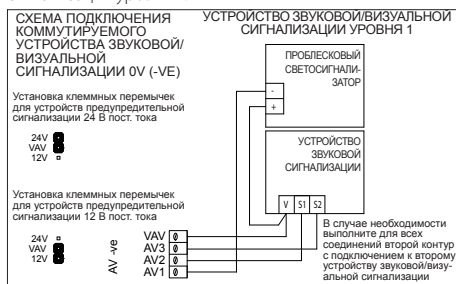 СХЕМА ПОДКЛЮЧЕНИЯ
КОММУТИРУЕМОГО
УСТРОЙСТВА ЗВУКОВОЙ/
ВИЗУАЛЬНОЙ
СИГНАЛИЗАЦИИ 0V (-VE)
УСТРОЙСТВО ЗВУКОВОЙ/ВИЗУАЛЬНОЙ
СИГНАЛИЗАЦИИ УРОВНЯ 1
Установка клеммных перемычек
для устройств предупредительной
сигнализации 24 В пост. тока
24V
VAV
12V
Установка клеммных перемычек
для устройств предупредительной
сигнализации 12 В пост. тока
24V
VAV
12V
AV -ve
VAV
AV3
AV2
AV1
ПРОБЛЕСКОВЫЙ
СВЕТОСИГНАЛИ-
ЗАТОР
-
+
УСТРОЙСТВО
ЗВУКОВОЙ
СИГНАЛИЗАЦИИ
V S1 S2
В случае необходимости
выполните для всех
соединений второй контур
с подключением к второму
устройству звуковой/визу-
альной сигнализации